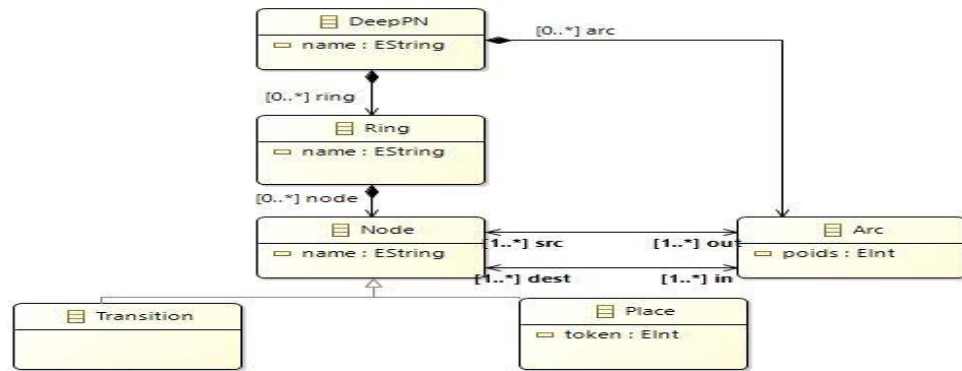 DeepPN
name : EString
[0..*] arc
[0..*] ring
Ring
name : EString
[0..*] node
Node
name : EString
[1..*] src
[1..*] out
[1..*] dest
[1..*] in
Arc
poids : EInt
Transition
Place
token : EInt